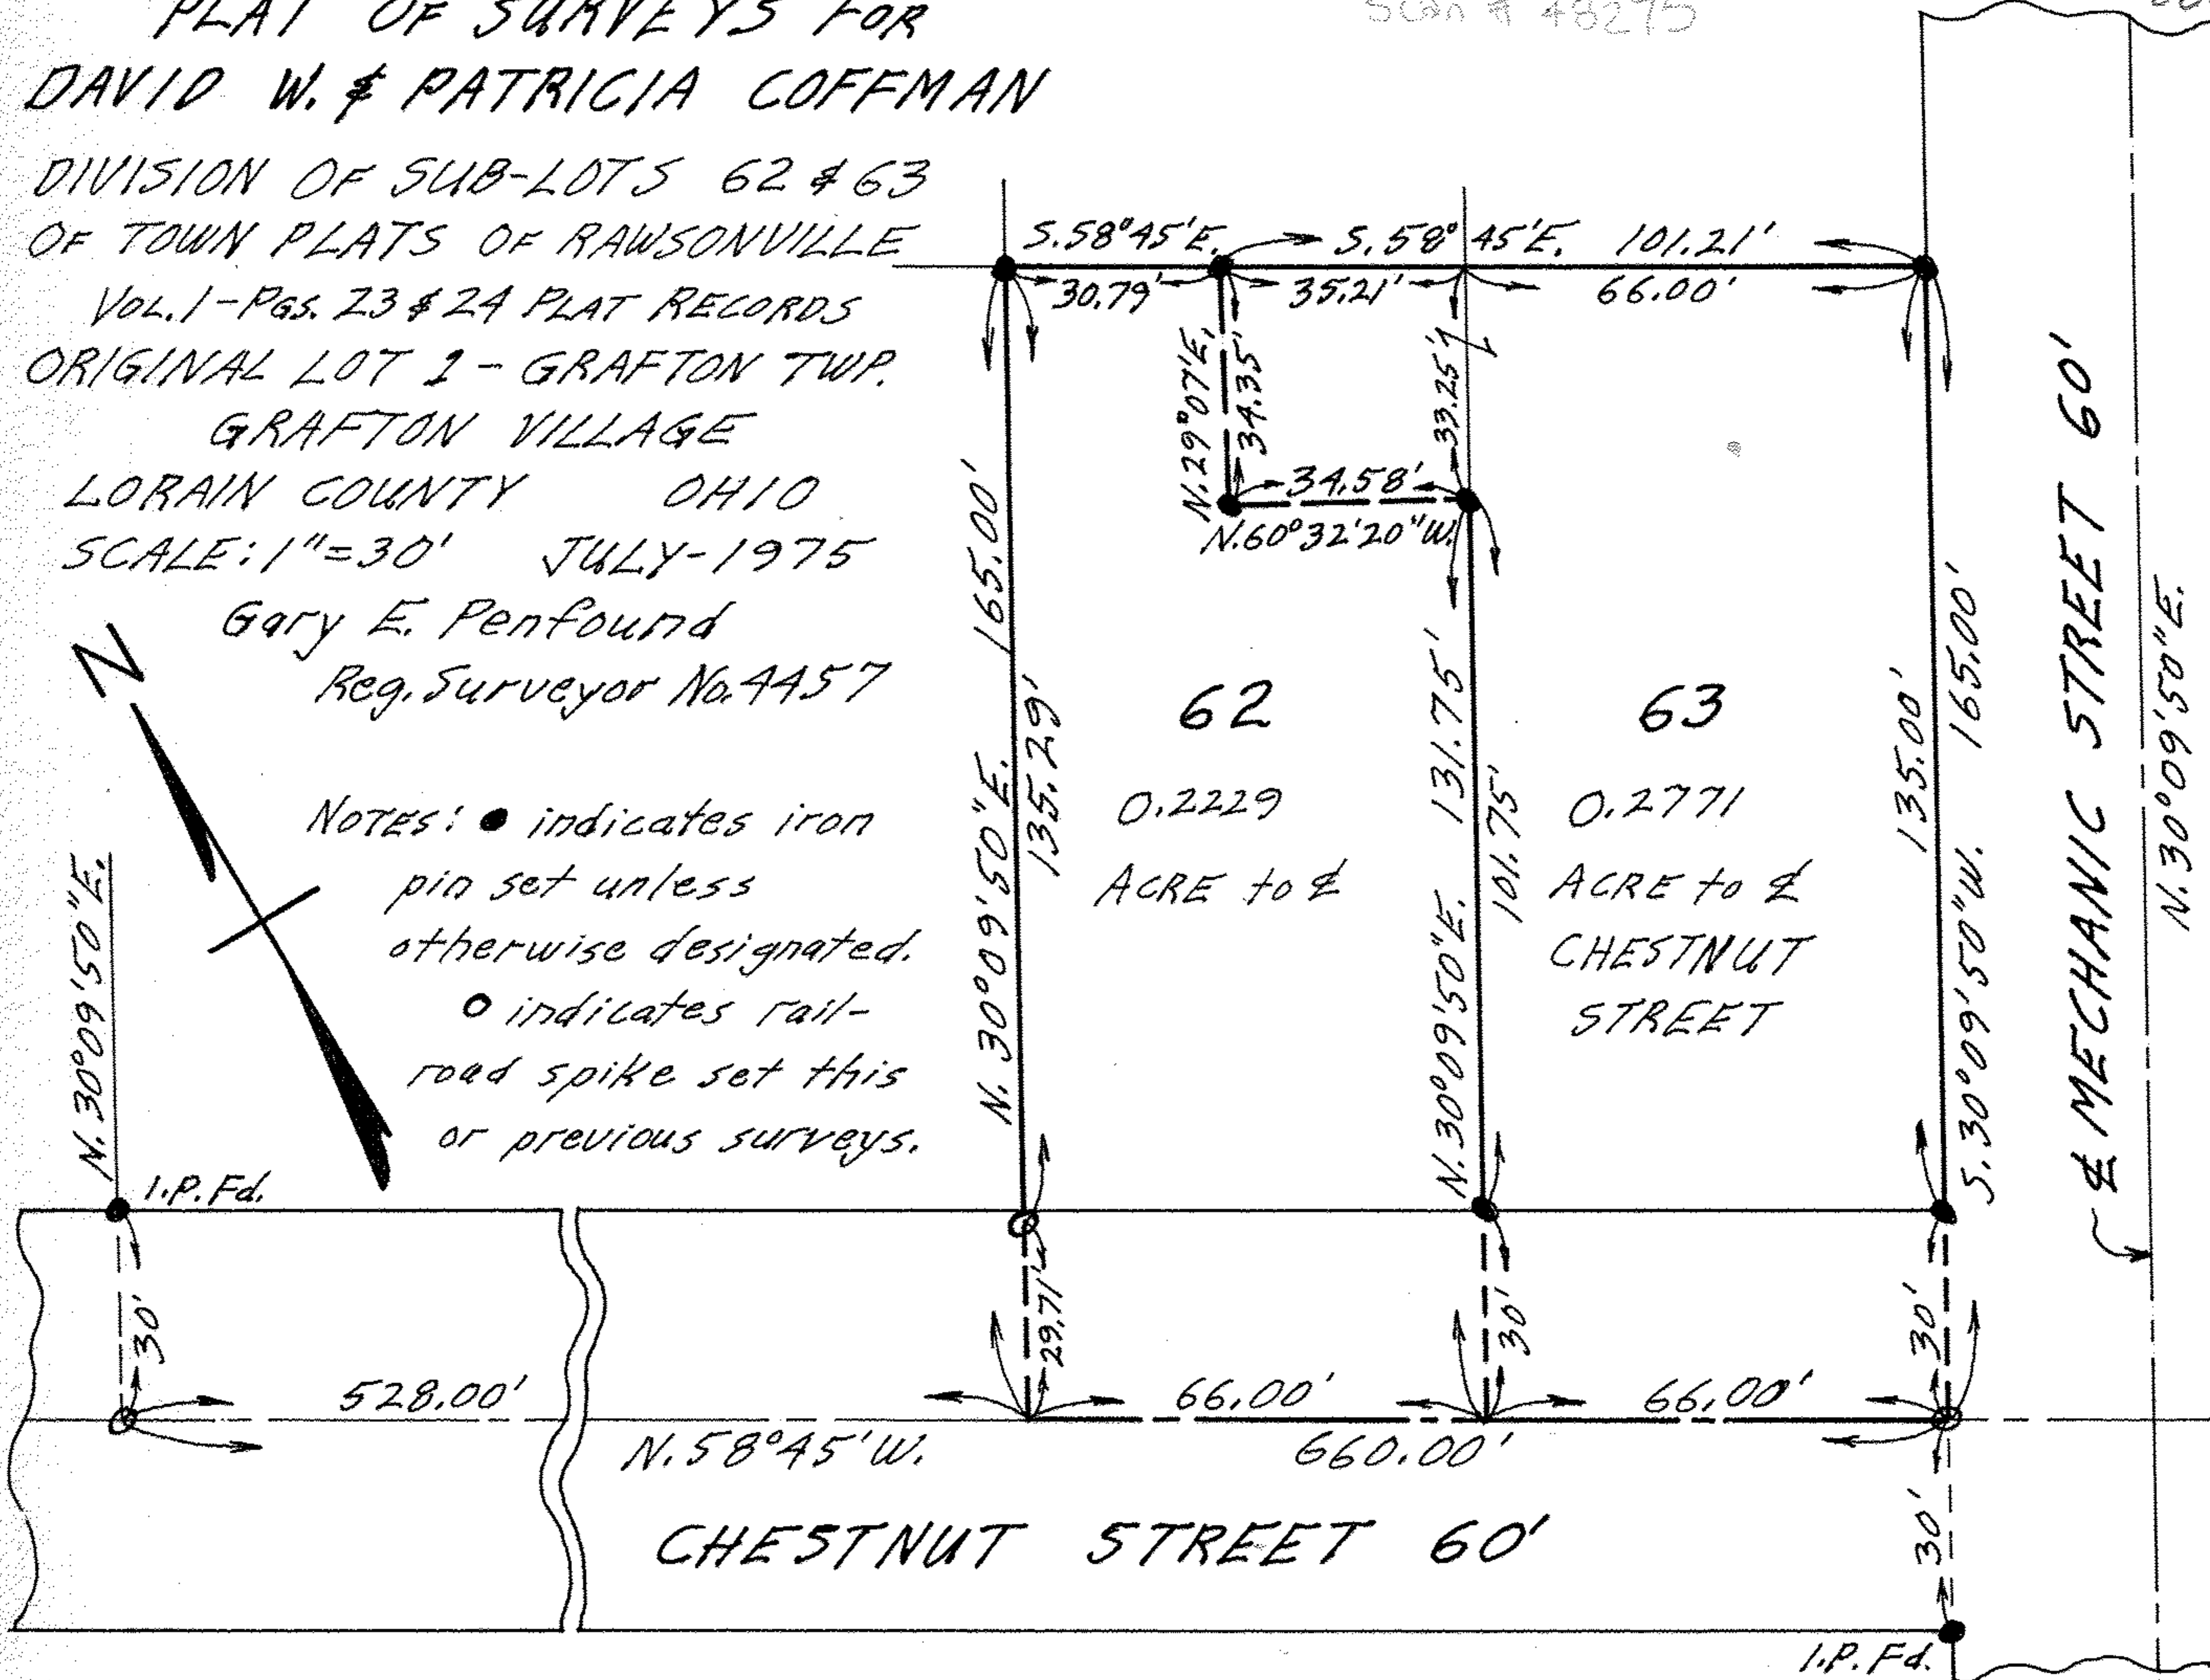 PLAT OF SURVEYS FOR
DAVID W. & PATRICIA COFFMAN
DIVISION OF SUB-LOTS 62 & 63
OF TOWN PLATS OF RAWSONVILLE
VOL. 1 - PGS. 23 & 24 PLAT RECORDS
ORIGINAL LOT 2 - GRAFTON TWP.
GRAFTON VILLAGE
LORAIN COUNTY OHIO
SCALE: 1"=30' JULY-1975
Gary E. Penfound
Reg. Surveyor No. 4457
Scan # 48275
N
NOTES: ● indicates iron
pin set unless
otherwise designated.
o indicates rail-
road spike set this
or previous surveys.
S.58°45'E.
S.58°45'E. 101.21'
30.79'
35.21'
66.00'
N.29°07'E.
34.35'
33.25'
34.58'
N.60°32'20"W.
N. 30°09'50"E. 165.00'
135.29'
62
0.2229
ACRE to ℄
N.30°09'50"E. 131.75'
101.75'
63
0.2771
ACRE to ℄
CHESTNUT
STREET
135.00'
S.30°09'50"W. 165.00'
℄ MECHANIC STREET 60'
N.30°09'50"E.
N.30°09'50"E.
I.P.Fd.
30'
29.71'
30'
30'
528.00'
66.00'
66.00'
N.58°45'W.
660.00'
CHESTNUT STREET 60'
30'
I.P.Fd.